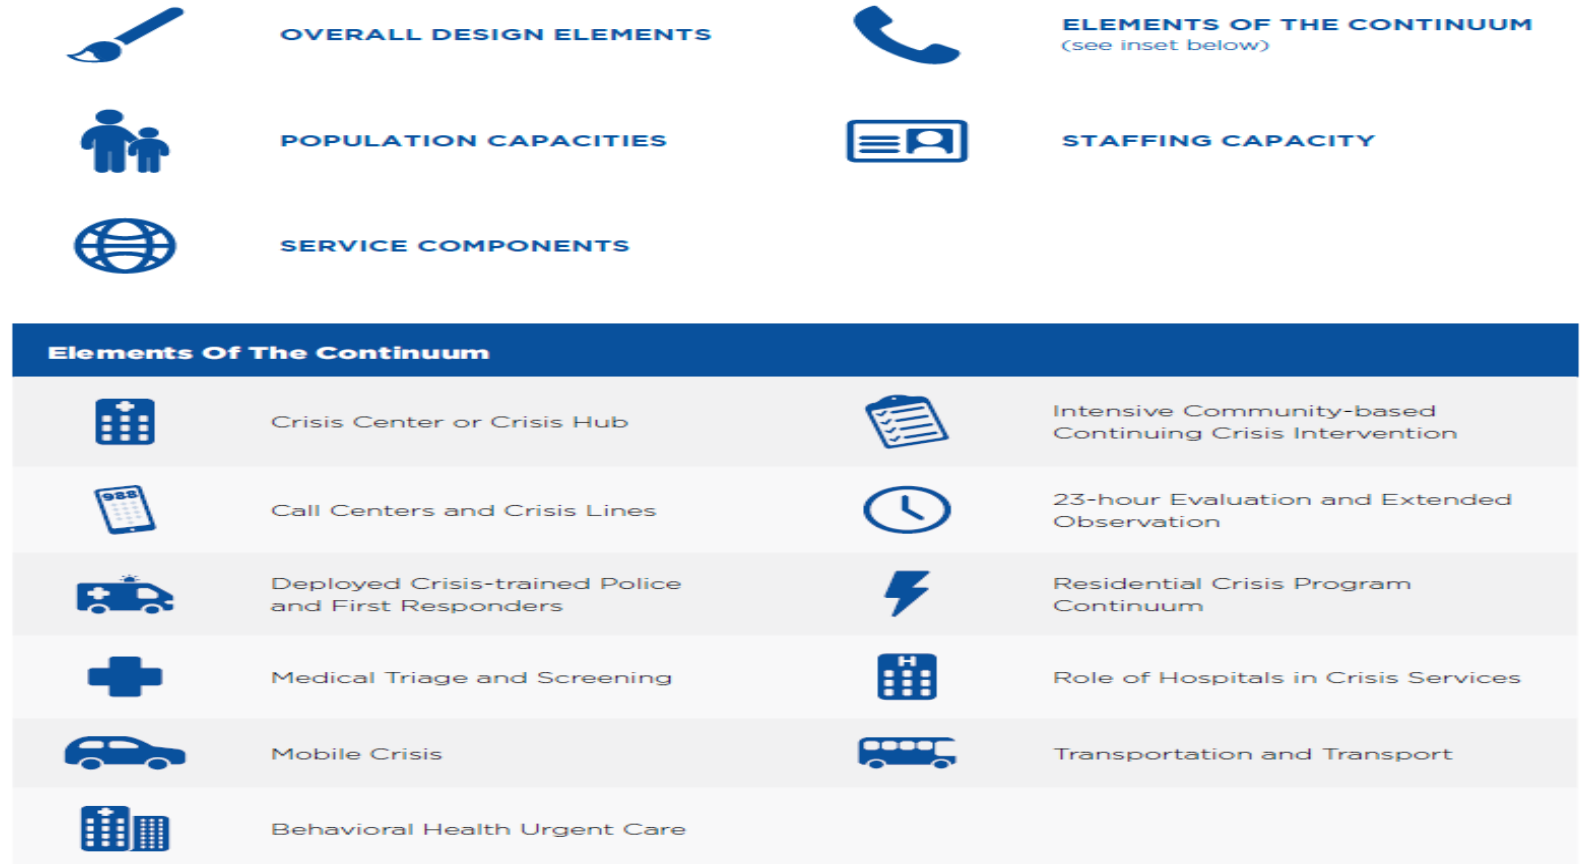 OVERALL DESIGN ELEMENTS
ELEMENTS OF THE CONTINUUM
(see inset below)
POPULATION CAPACITIES
STAFFING CAPACITY
SERVICE COMPONENTS
Elements Of The Continuum
Crisis Center or Crisis Hub
Intensive Community-based
Continuing Crisis Intervention
988
Call Centers and Crisis Lines
23-hour Evaluation and Extended
Observation
Deployed Crisis-trained Police
and First Responders
Residential Crisis Program
Continuum
Medical Triage and Screening
H
Role of Hospitals in Crisis Services
Mobile Crisis
Transportation and Transport
Behavioral Health Urgent Care